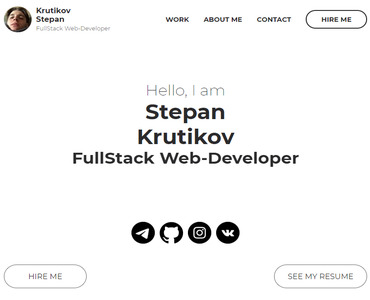 Krutikov
Stepan
FullStack Web-Developer
WORK
ABOUT ME
CONTACT
HIRE ME
Hello, I am
Stepan
Krutikov
FullStack Web-Developer
HIRE ME
SEE MY RESUME